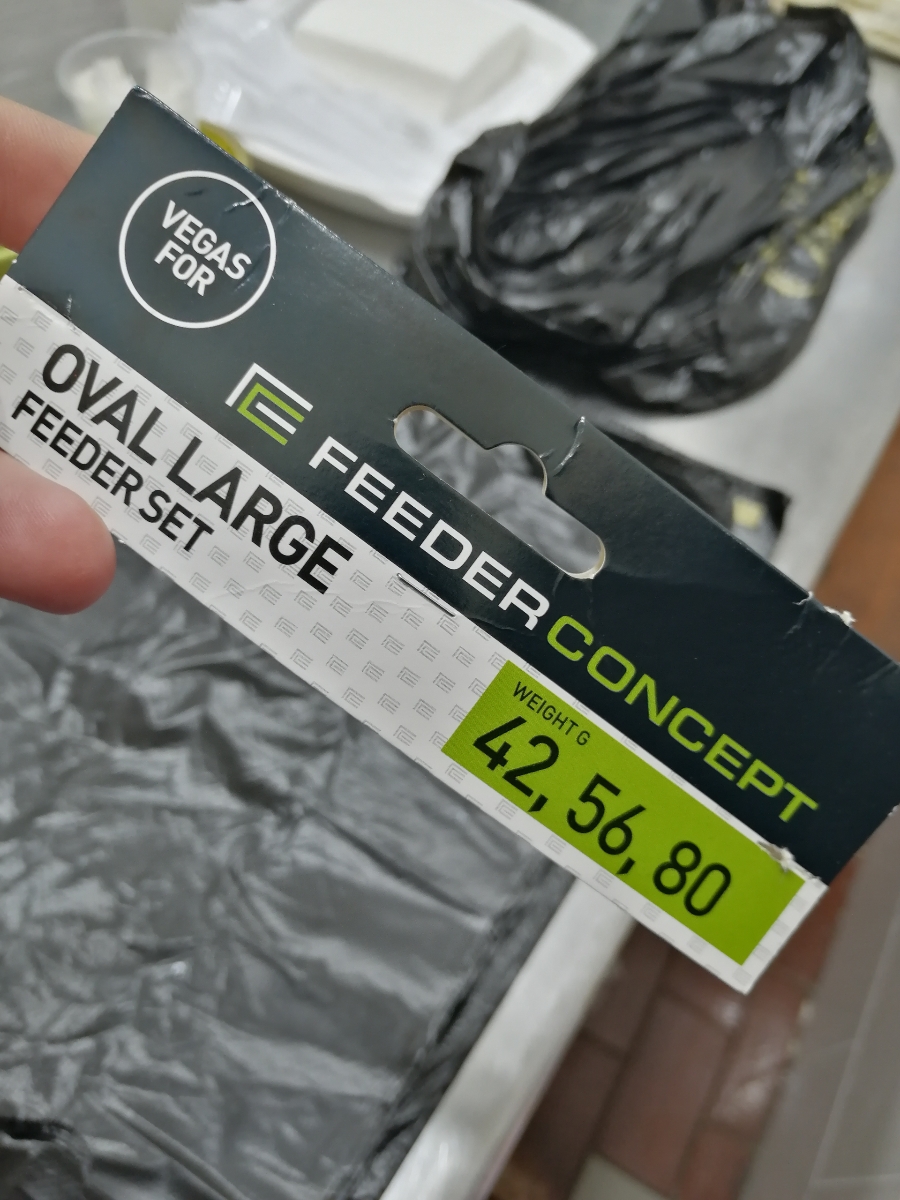 VEGAS
FOR
FEEDER CONCEPT
OVAL LARGE
FEEDER SET
WEIGHT G
42, 56, 80